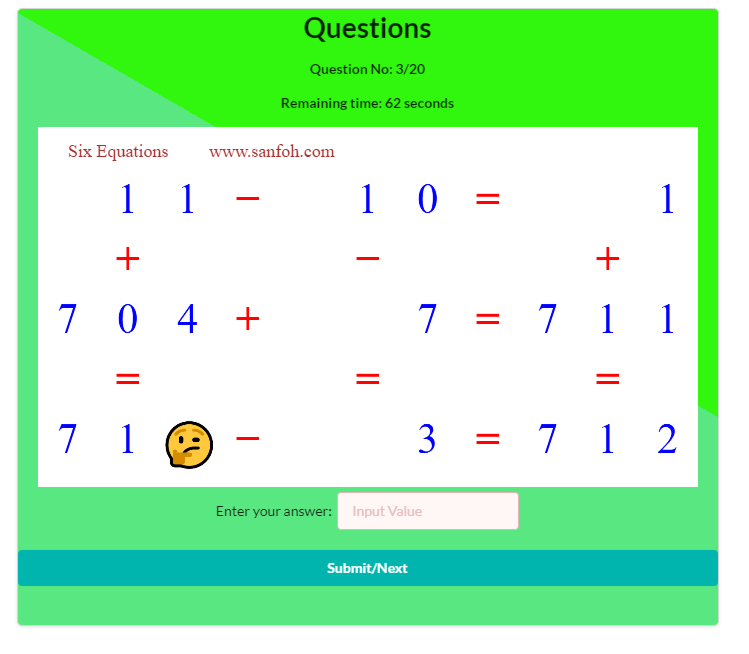 Questions
Question No: 3/20
Remaining time: 62 seconds
Six Equations www.sanfoh.com
1 1 − 1 0 = 1
+ − +
7 0 4 + 7 = 7 1 1
= = =
7 1 🤔 − 3 = 7 1 2
Enter your answer: Input Value
Submit/Next